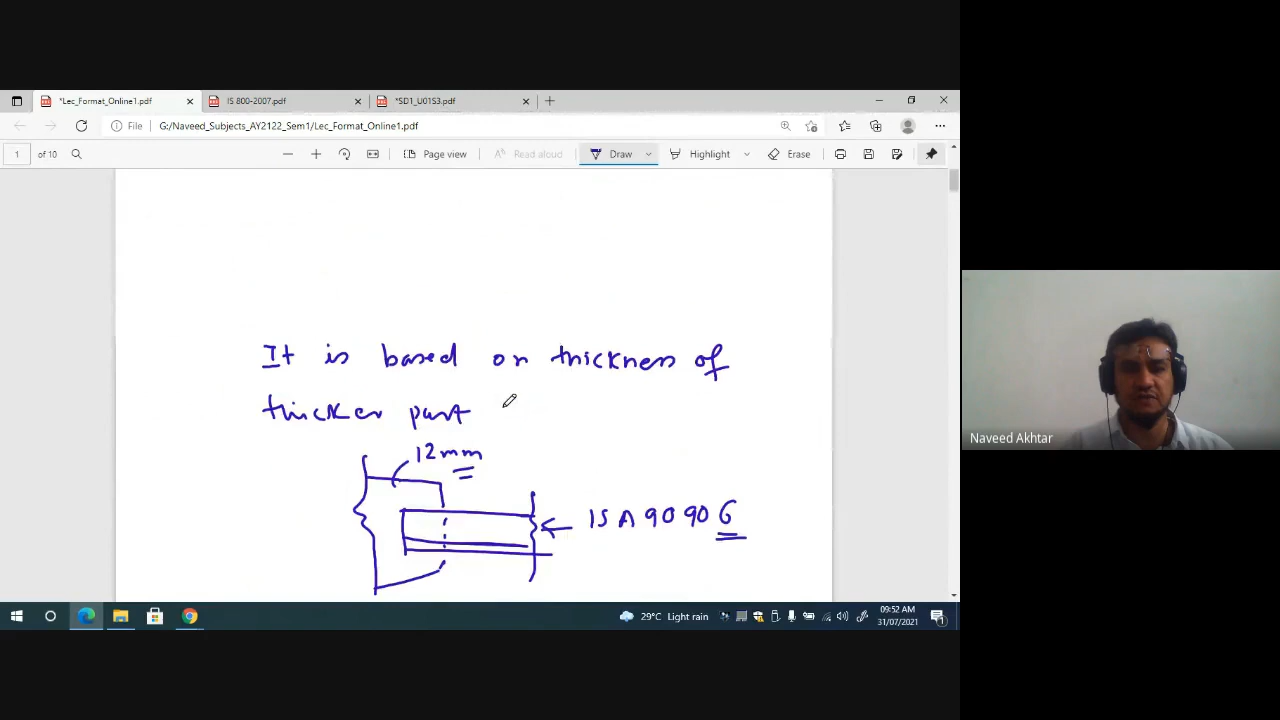 *Lec_Format_Online1.pdf
IS 800-2007.pdf
*SD1_U01S3.pdf
File
G:/Naveed_Subjects_AY2122_Sem1/Lec_Format_Online1.pdf
1 of 10
Page view
Read aloud
Draw
Highlight
Erase
It is based on thickness of
thicker part
12mm
ISA 90 90 6
Naveed Akhtar
29°C Light rain
09:52 AM
31/07/2021
1